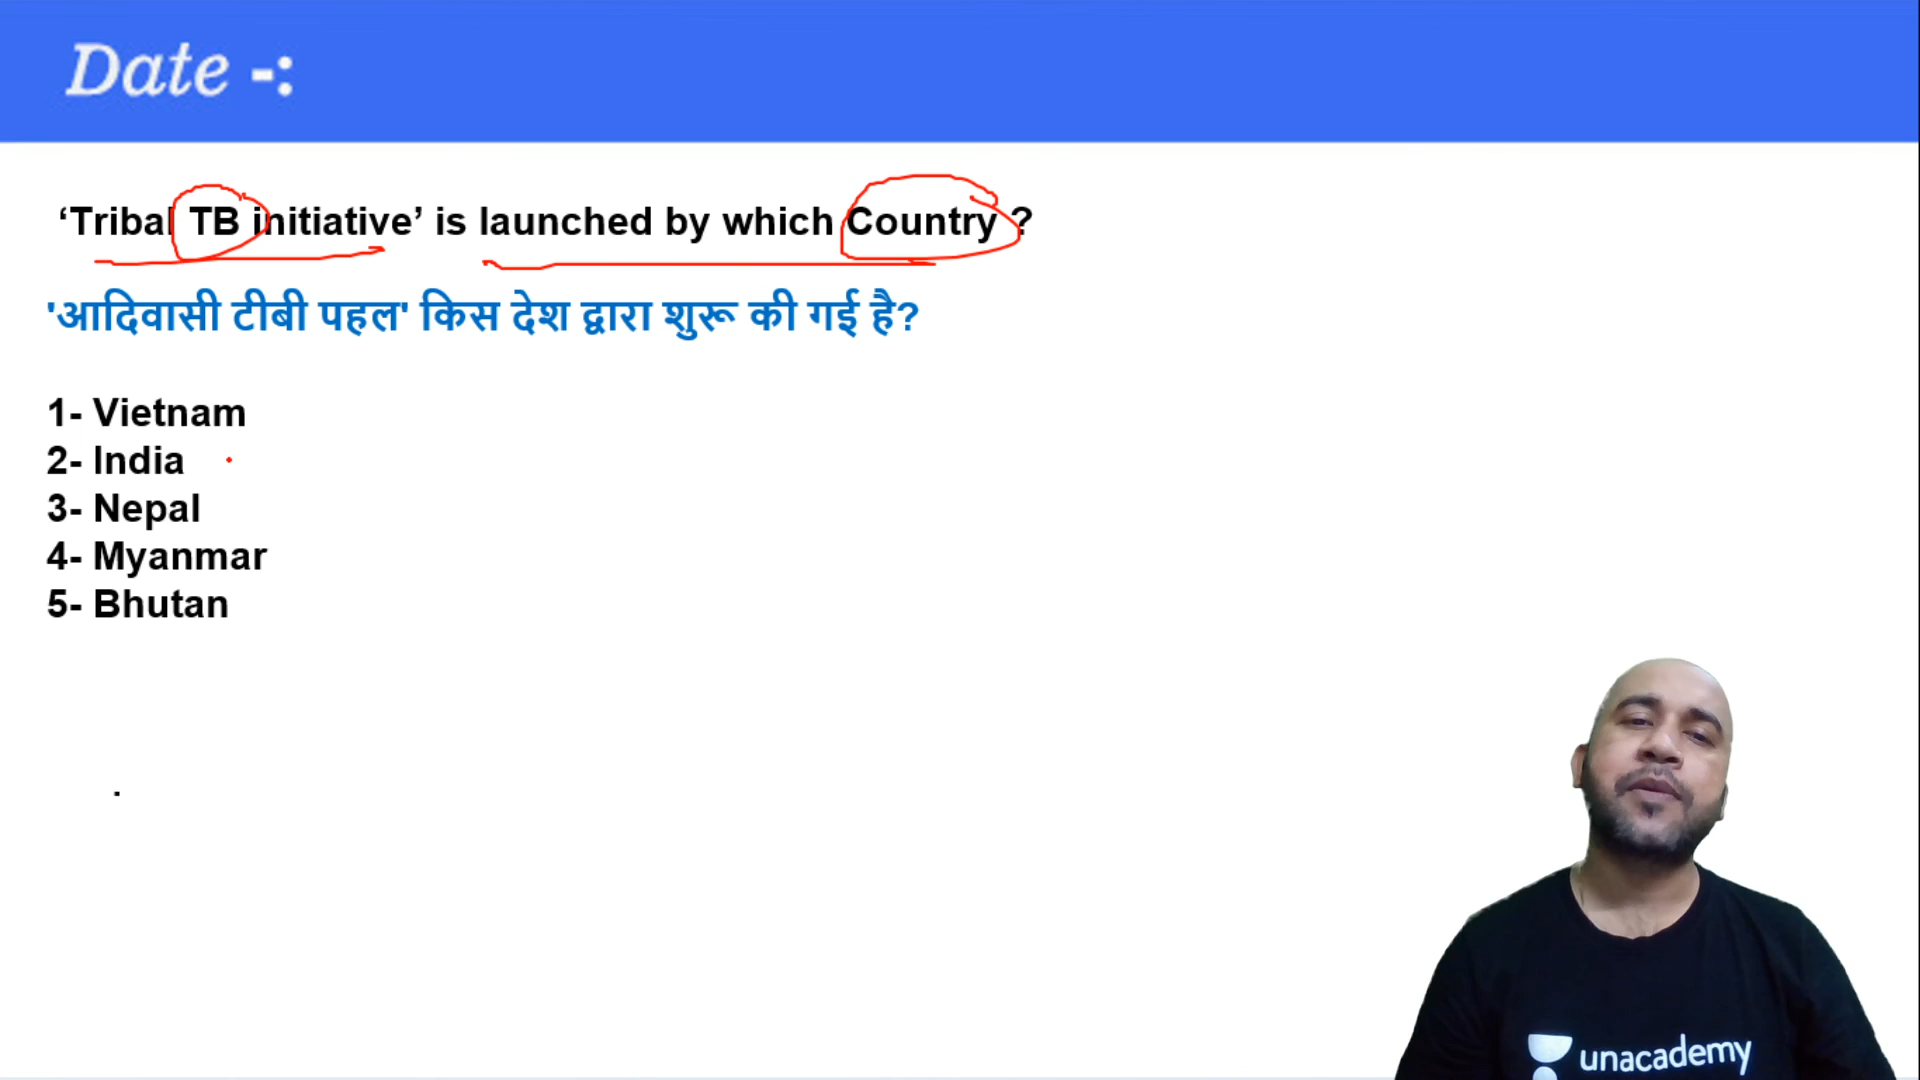 Date -:
‘Tribal TB initiative’ is launched by which Country ?
'आदिवासी टीबी पहल' किस देश द्वारा शुरू की गई है?
1- Vietnam
2- India
3- Nepal
4- Myanmar
5- Bhutan
unacademy